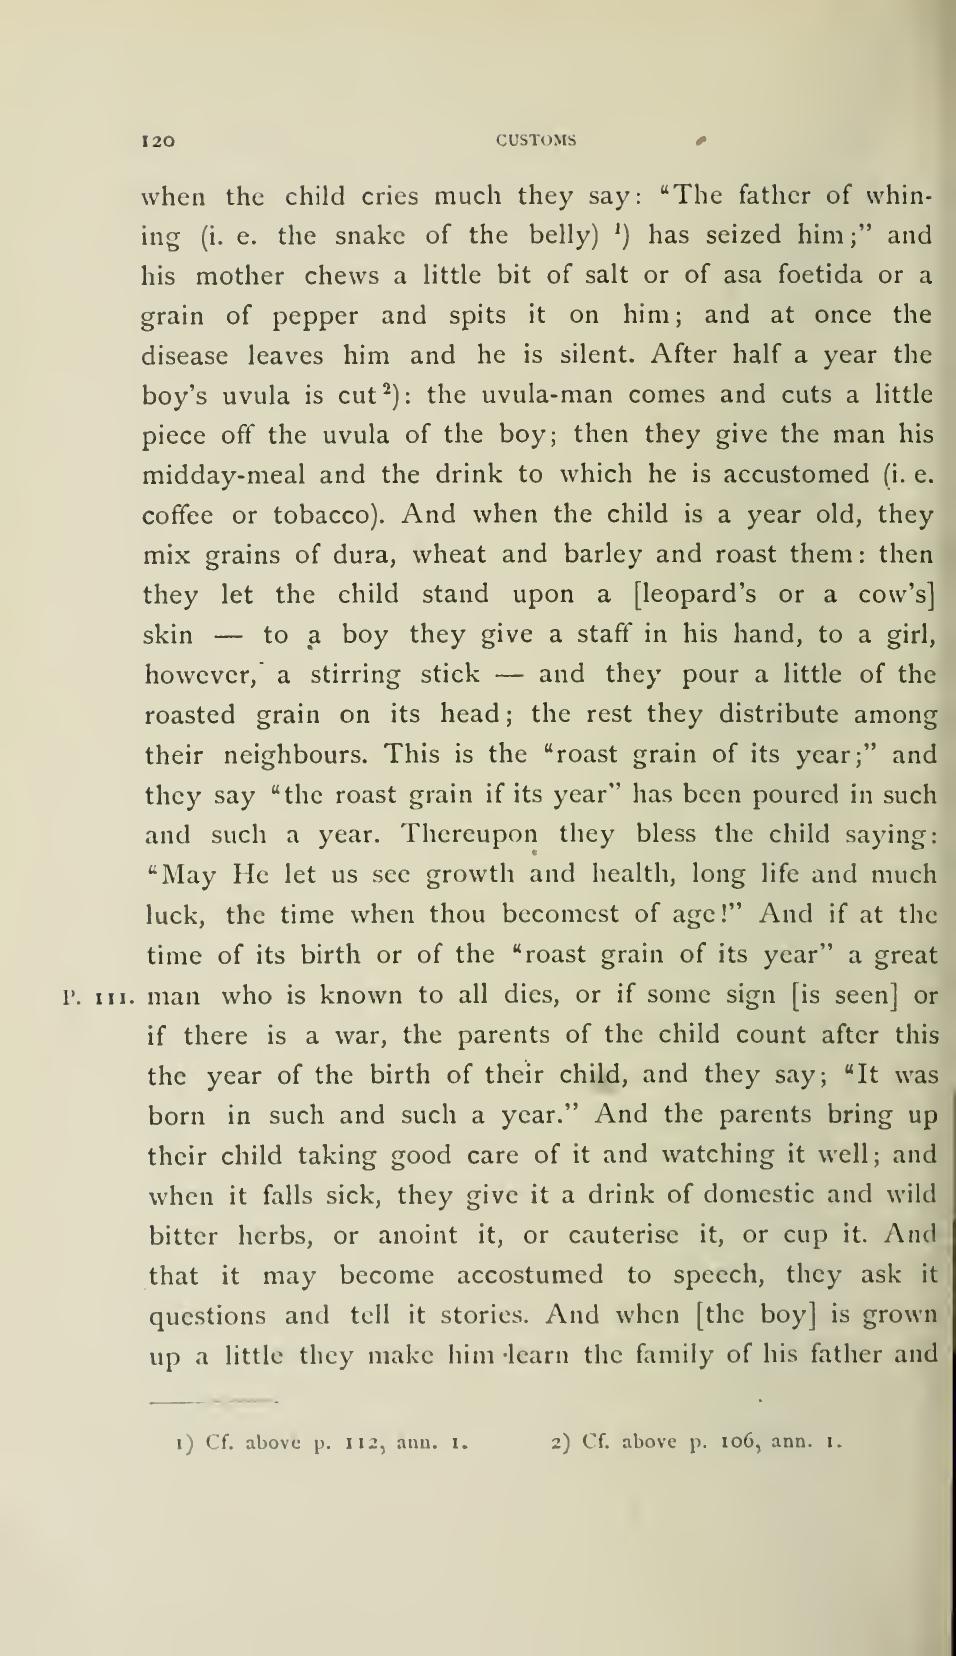 120 CUSTOMS
when the child cries much they say: “The father of whin-
ing (i. e. the snake of the belly) ¹) has seized him;” and
his mother chews a little bit of salt or of asa foetida or a
grain of pepper and spits it on him; and at once the
disease leaves him and he is silent. After half a year the
boy’s uvula is cut ²): the uvula-man comes and cuts a little
piece off the uvula of the boy; then they give the man his
midday-meal and the drink to which he is accustomed (i. e.
coffee or tobacco). And when the child is a year old, they
mix grains of dura, wheat and barley and roast them: then
they let the child stand upon a [leopard’s or a cow’s]
skin — to a boy they give a staff in his hand, to a girl,
however, a stirring stick — and they pour a little of the
roasted grain on its head; the rest they distribute among
their neighbours. This is the “roast grain of its year;” and
they say “the roast grain if its year” has been poured in such
and such a year. Thereupon they bless the child saying:
“May He let us see growth and health, long life and much
luck, the time when thou becomest of age!” And if at the
time of its birth or of the “roast grain of its year” a great
P. 111. man who is known to all dies, or if some sign [is seen] or
if there is a war, the parents of the child count after this
the year of the birth of their child, and they say; “It was
born in such and such a year.” And the parents bring up
their child taking good care of it and watching it well; and
when it falls sick, they give it a drink of domestic and wild
bitter herbs, or anoint it, or cauterise it, or cup it. And
that it may become accostumed to speech, they ask it
questions and tell it stories. And when [the boy] is grown
up a little they make him learn the family of his father and
1) Cf. above p. 112, ann. 1. 2) Cf. above p. 106, ann. 1.